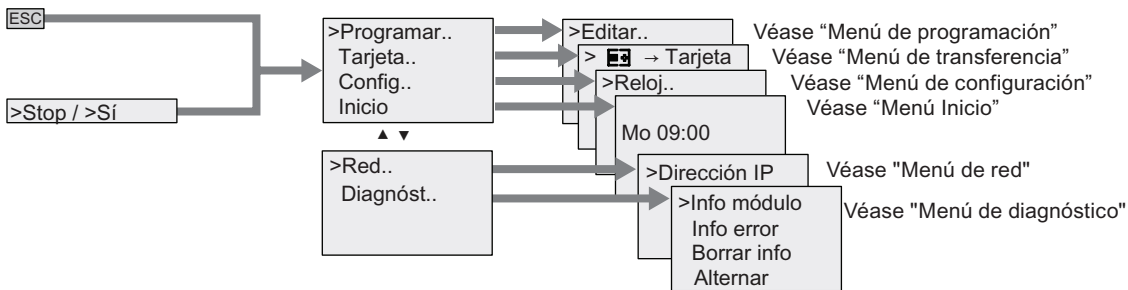 ESC
>Stop / >Sí
>Programar..
Tarjeta..
Config..
Inicio
▲ ▼
>Red..
Diagnóst..
>Editar..
> → Tarjeta
>Reloj..
Mo 09:00
>Dirección IP
>Info módulo
Info error
Borrar info
Alternar
Véase “Menú de programación”
Véase “Menú de transferencia”
Véase “Menú de configuración”
Véase “Menú Inicio”
Véase "Menú de red"
Véase "Menú de diagnóstico"